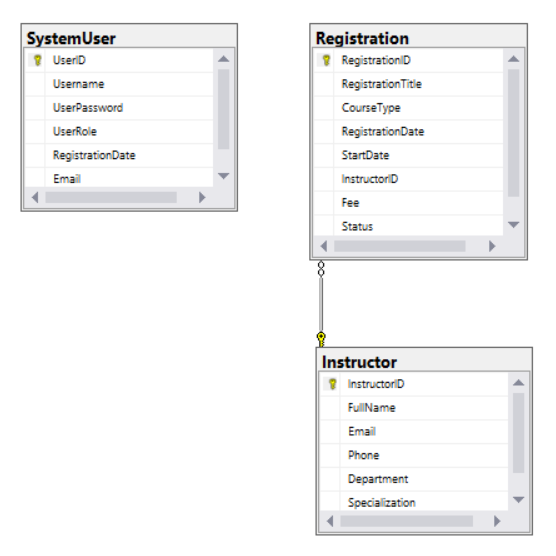 SystemUser
UserID
Username
UserPassword
UserRole
RegistrationDate
Email
Registration
RegistrationID
RegistrationTitle
CourseType
RegistrationDate
StartDate
InstructorID
Fee
Status
Instructor
InstructorID
FullName
Email
Phone
Department
Specialization